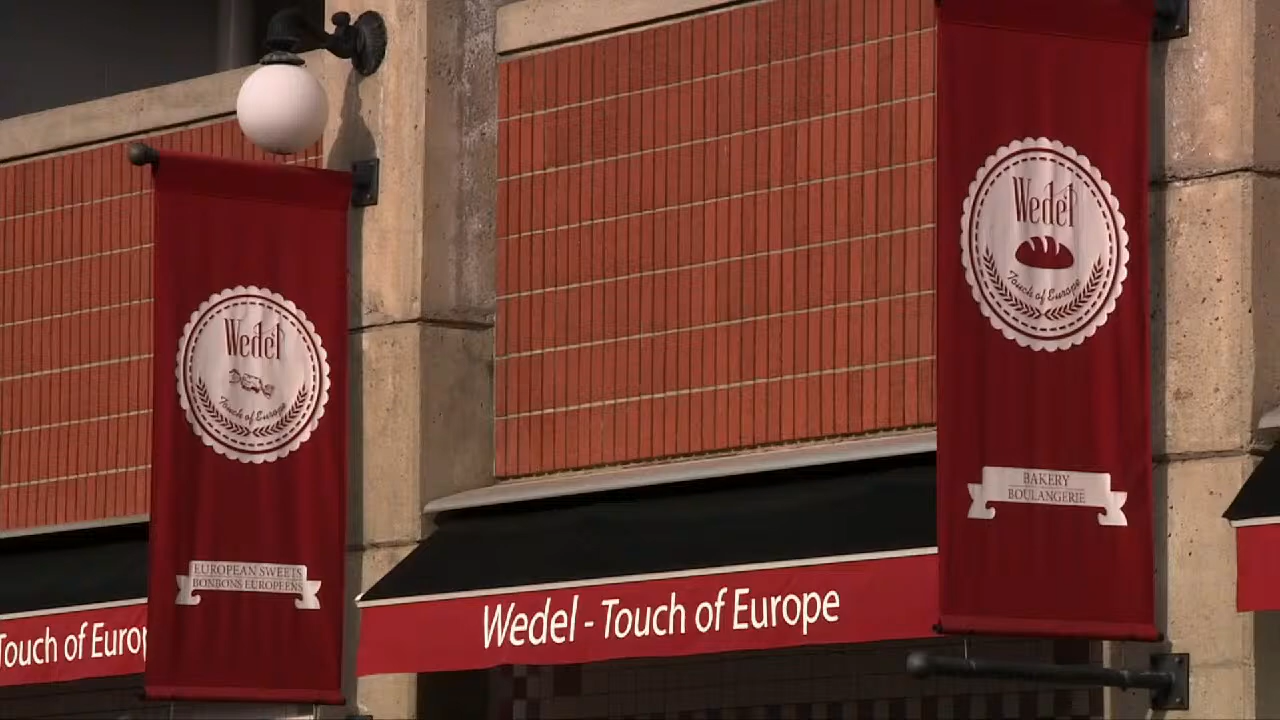 Wedel
Touch of Europe
EUROPEAN SWEETS
BONBONS EUROPÉENS
Touch of Europ
Wedel - Touch of Europe
Wedel
Touch of Europe
BAKERY
BOULANGERIE